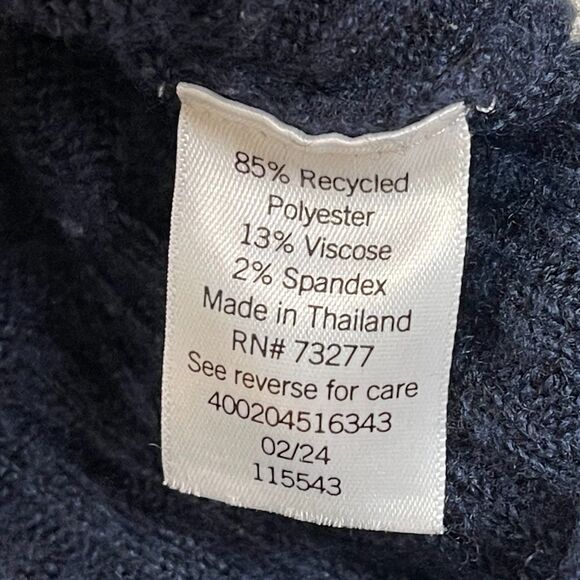 85% Recycled
Polyester
13% Viscose
2% Spandex
Made in Thailand
RN# 73277
See reverse for care
400204516343
02/24
115543